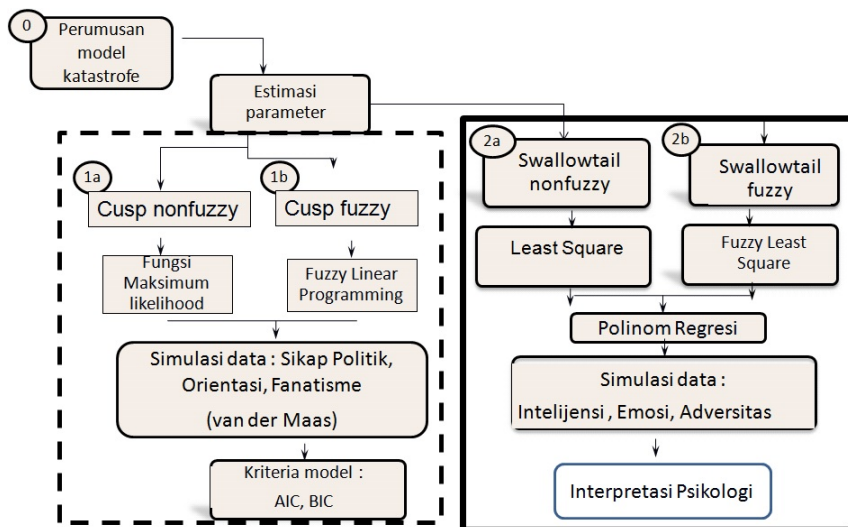 0
Perumusan
model
katastrofe
Estimasi
parameter
1a
Cusp nonfuzzy
Fungsi
Maksimum
likelihood
1b
Cusp fuzzy
Fuzzy Linear
Programming
Simulasi data : Sikap Politik,
Orientasi, Fanatisme
(van der Maas)
Kriteria model :
AIC, BIC
2a
Swallowtail
nonfuzzy
Least Square
2b
Swallowtail
fuzzy
Fuzzy Least
Square
Polinom Regresi
Simulasi data :
Intelijensi , Emosi, Adversitas
Interpretasi Psikologi